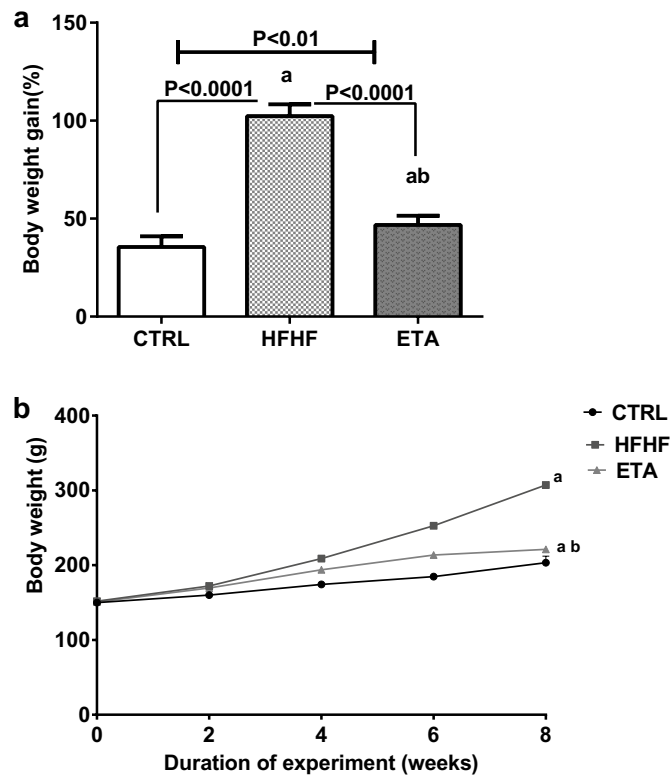 a
Body weight gain(%)
150
100
50
0
P<0.01
P<0.0001
a
P<0.0001
ab
CTRL HFHF ETA
b
Body weight (g)
400
300
200
100
0
CTRL
HFHF
ETA
a
a b
0 2 4 6 8
Duration of experiment (weeks)